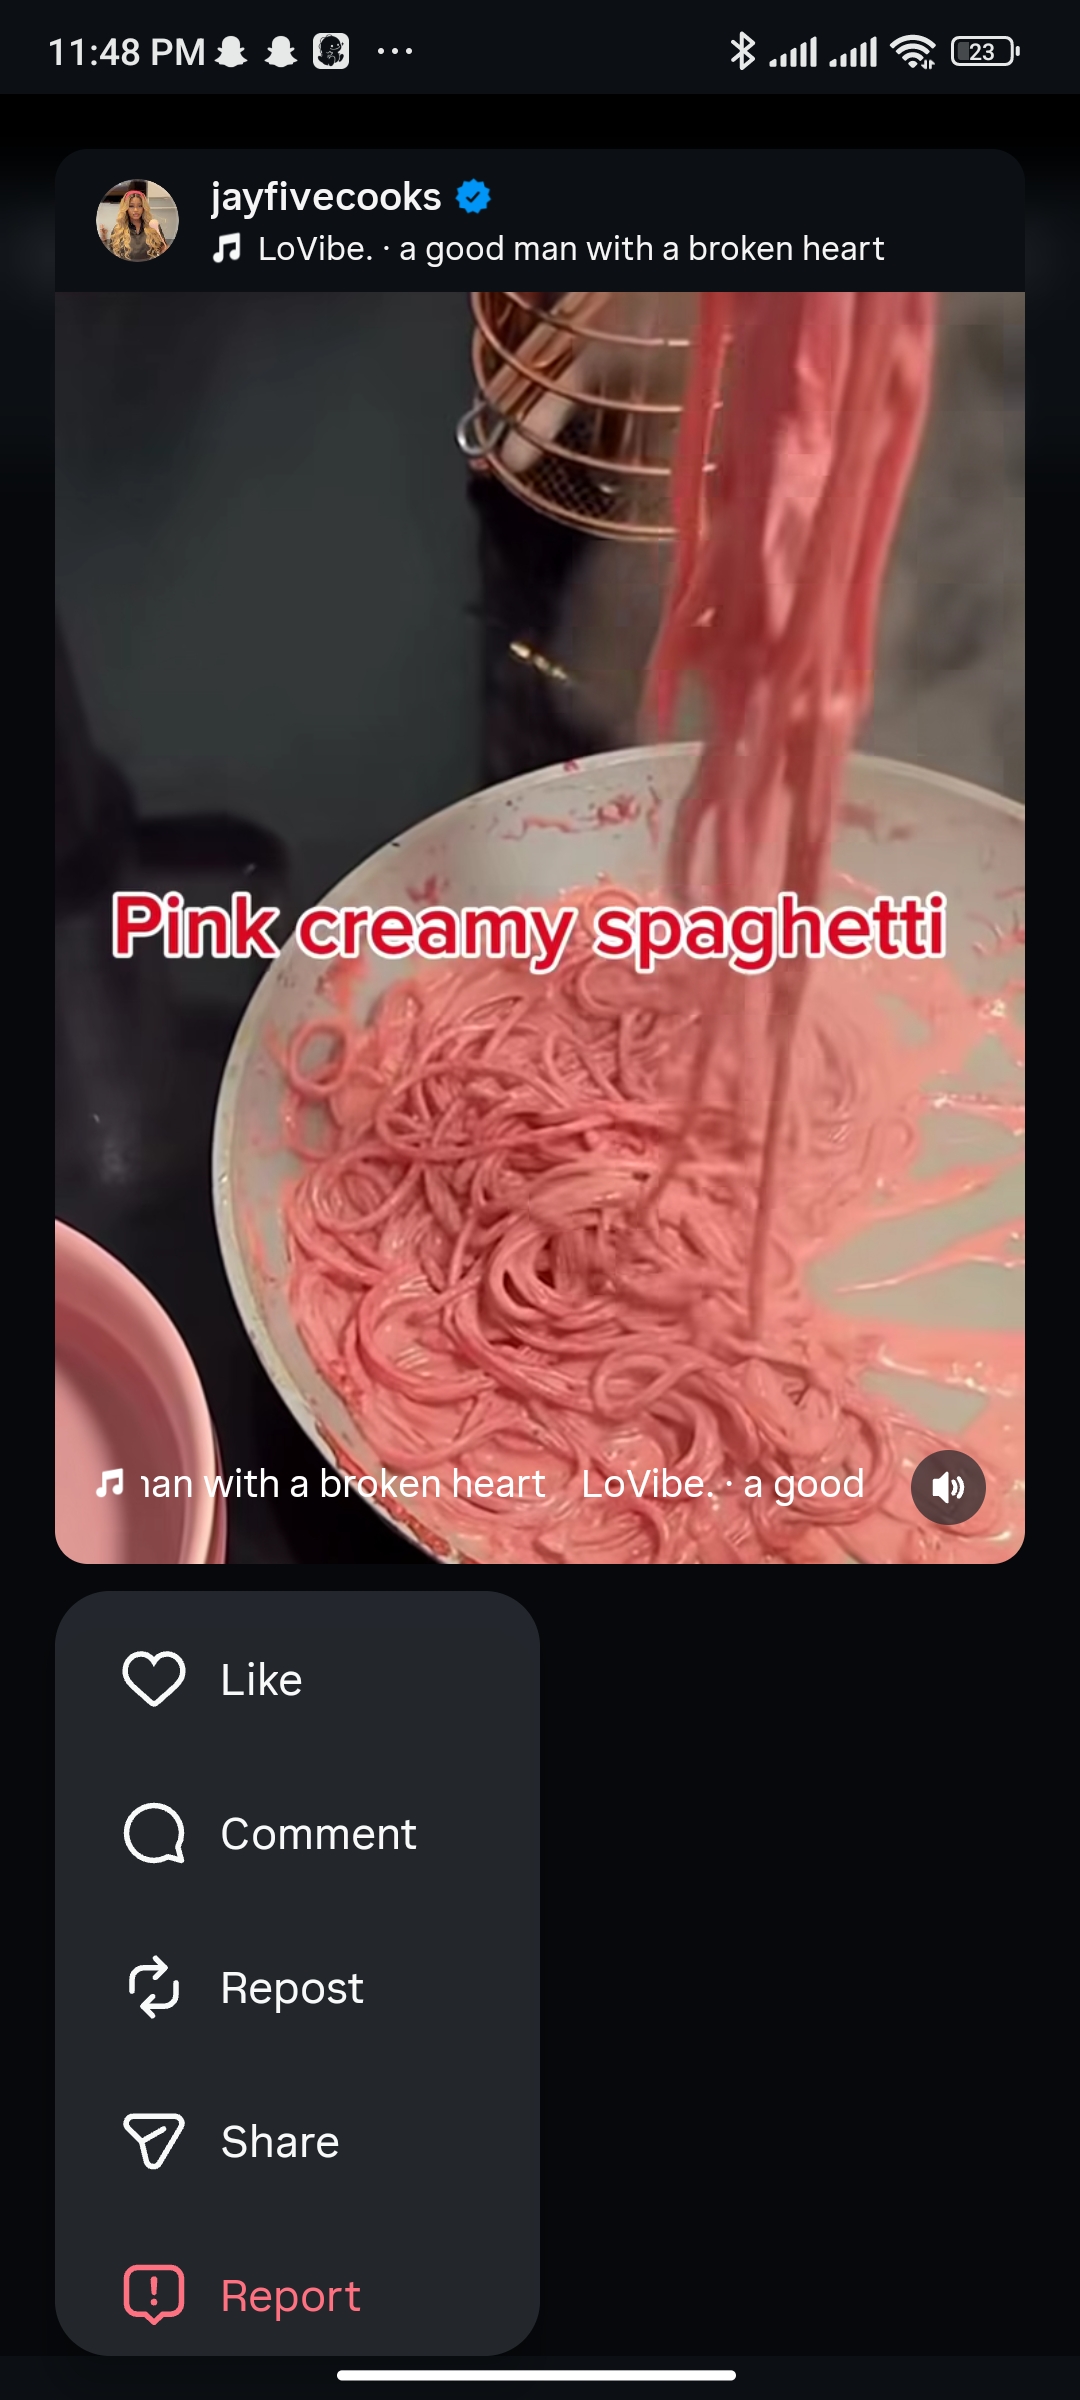 11:48 PM
23
jayfivecooks
LoVibe. · a good man with a broken heart
Pink creamy spaghetti
with a broken heart LoVibe. · a good
Like
Comment
Repost
Share
Report